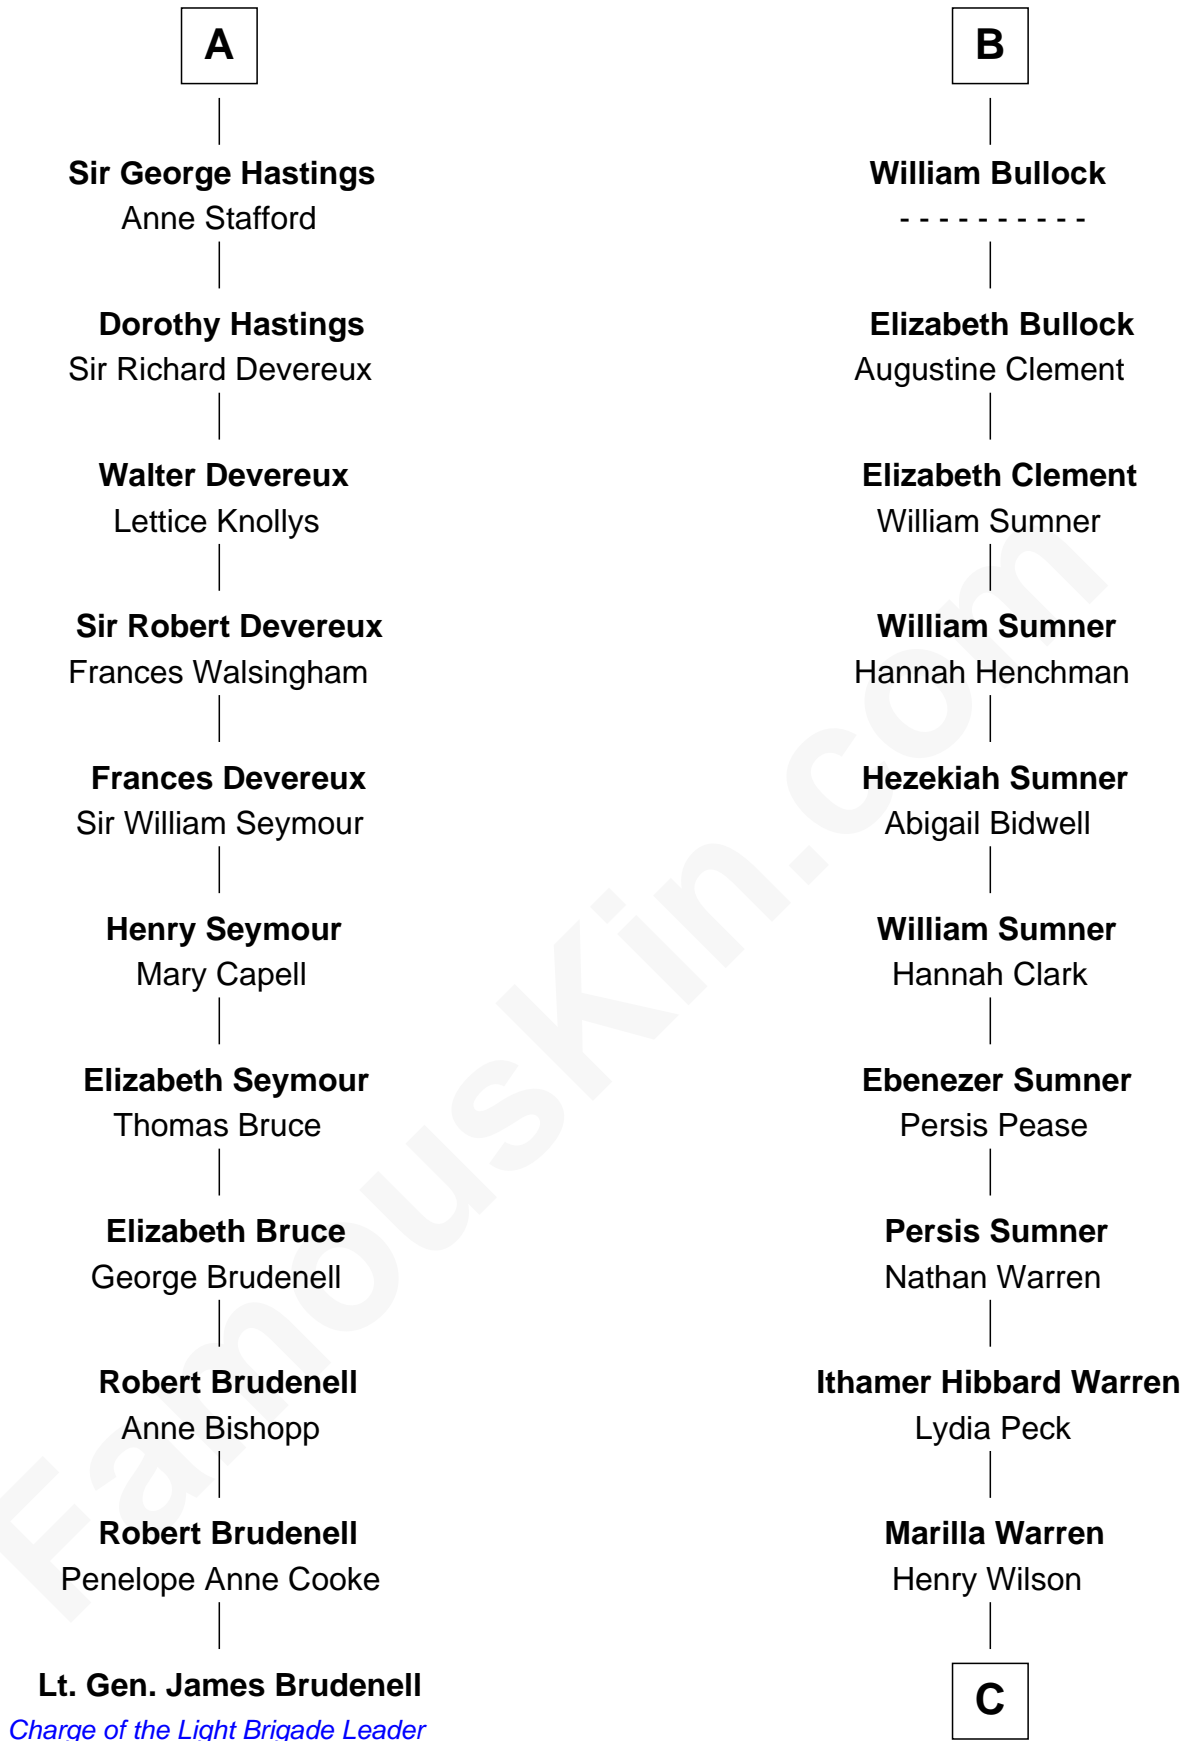 A
Sir George Hastings
Anne Stafford
Dorothy Hastings
Sir Richard Devereux
Walter Devereux
Lettice Knollys
Sir Robert Devereux
Frances Walsingham
Frances Devereux
Sir William Seymour
Henry Seymour
Mary Capell
Elizabeth Seymour
Thomas Bruce
Elizabeth Bruce
George Brudenell
Robert Brudenell
Anne Bishopp
Robert Brudenell
Penelope Anne Cooke
Lt. Gen. James Brudenell
Charge of the Light Brigade Leader
B
William Bullock
- - - - - - - - - -
Elizabeth Bullock
Augustine Clement
Elizabeth Clement
William Sumner
William Sumner
Hannah Henchman
Hezekiah Sumner
Abigail Bidwell
William Sumner
Hannah Clark
Ebenezer Sumner
Persis Pease
Persis Sumner
Nathan Warren
Ithamer Hibbard Warren
Lydia Peck
Marilla Warren
Henry Wilson
C
FamousKin.com